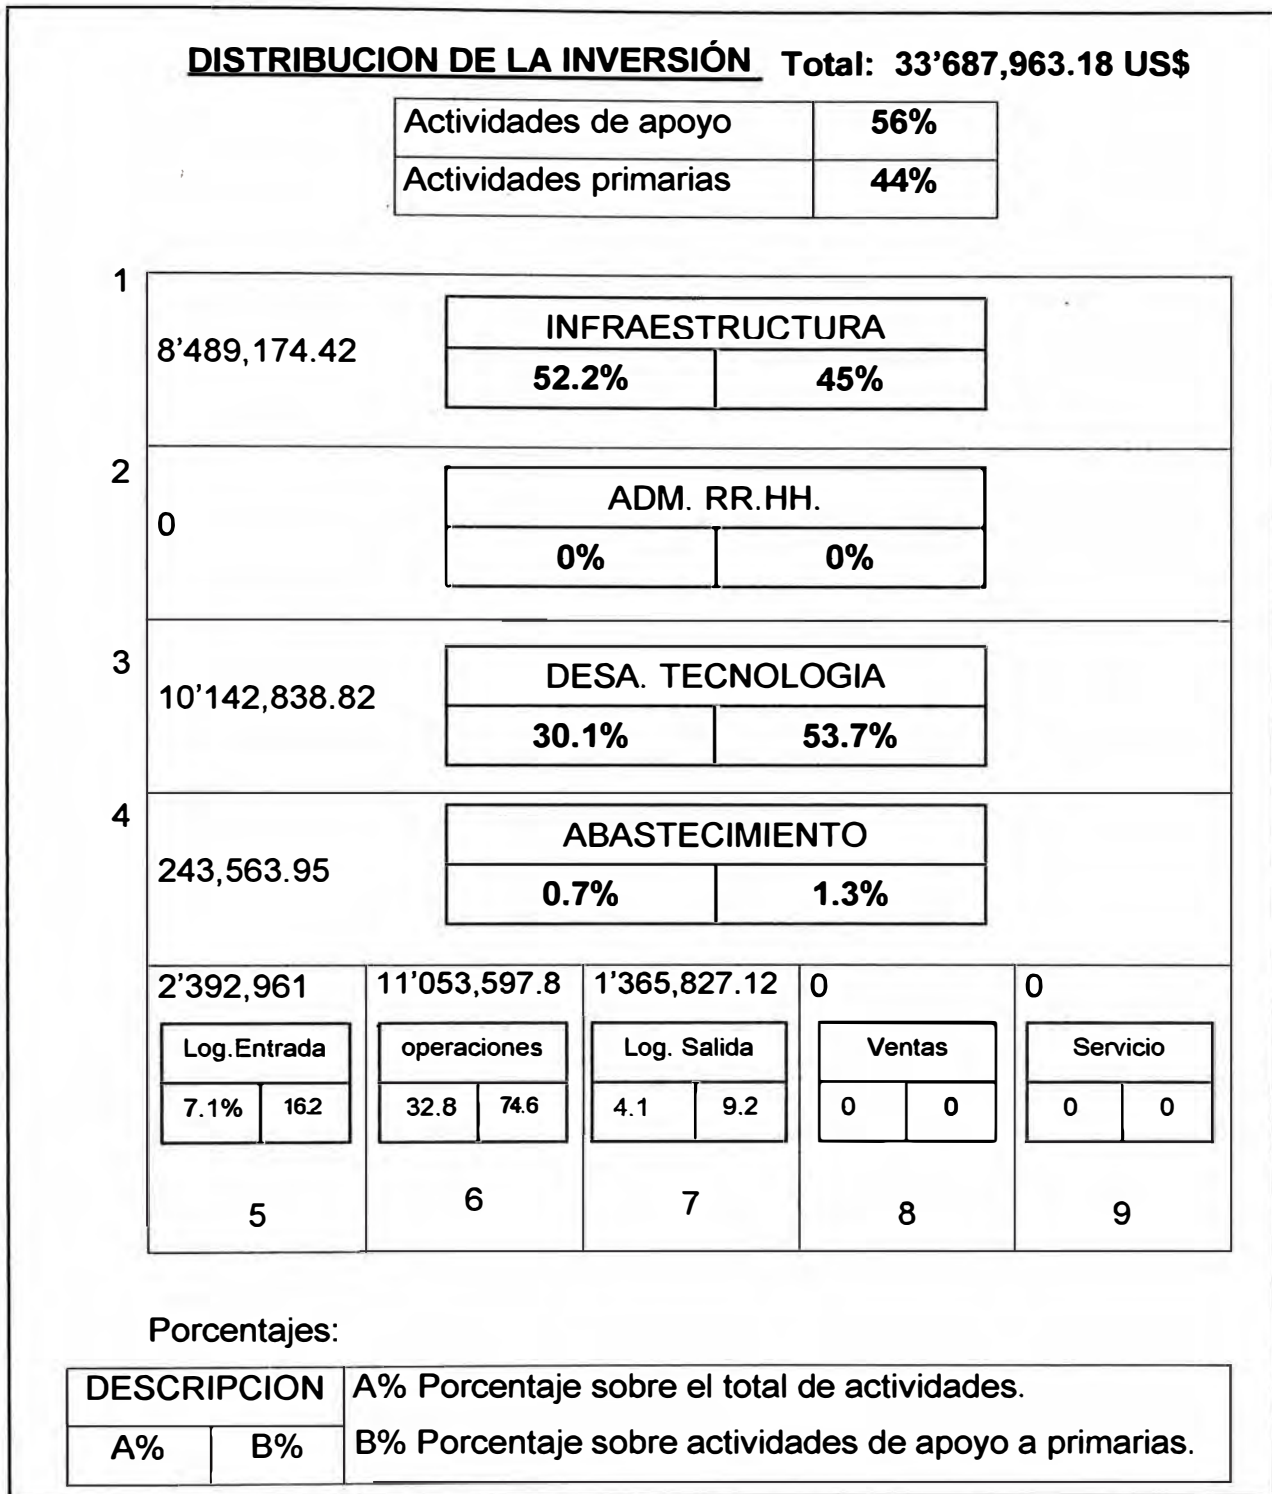 DISTRIBUCION DE LA INVERSIÓN Total: 33'687,963.18 US$
Actividades de apoyo 56%
Actividades primarias 44%
1
8'489,174.42
INFRAESTRUCTURA
52.2% 45%
2
0
ADM. RR.HH.
0% 0%
3
10'142,838.82
DESA. TECNOLOGIA
30.1% 53.7%
4
243,563.95
ABASTECIMIENTO
0.7% 1.3%
2'392,961 11'053,597.8 1'365,827.12 0 0
Log.Entrada operaciones Log. Salida Ventas Servicio
7.1% 16.2 32.8 74.6 4.1 9.2 0 0 0 0
5 6 7 8 9
Porcentajes:
DESCRIPCION A% Porcentaje sobre el total de actividades.
A% B% B% Porcentaje sobre actividades de apoyo a primarias.